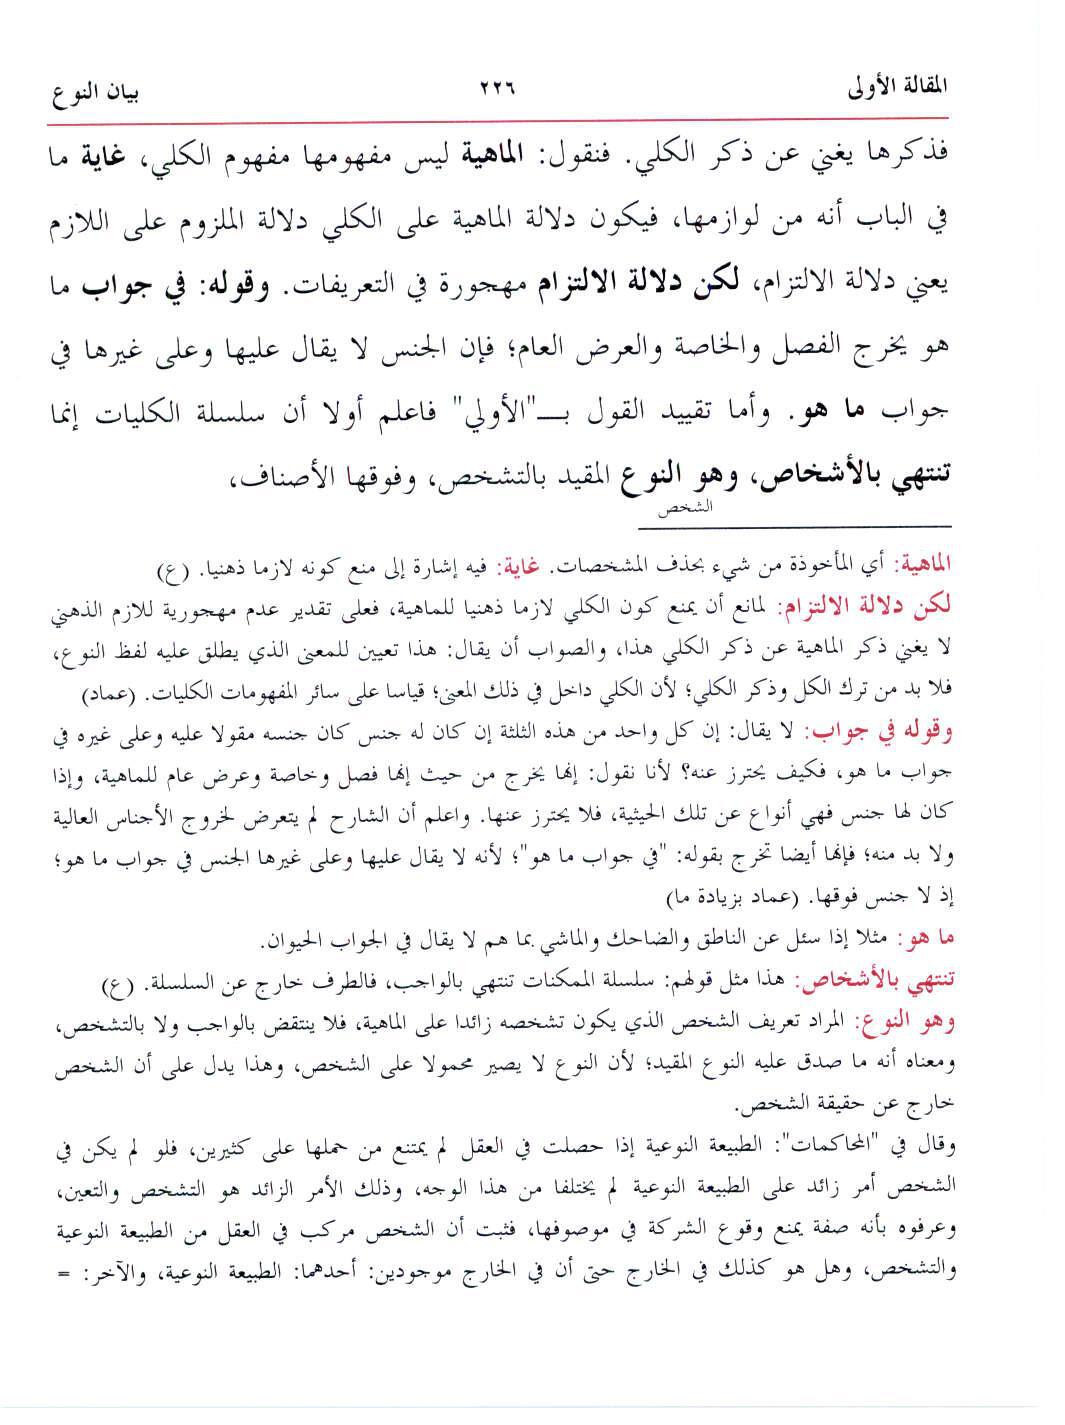 المقالة الأولى ٢٢٦ بيان النوع
فذكرها يغني عن ذكر الكلي. فنقول: الماهية ليس مفهومها مفهوم الكلي، غاية ما
في الباب أنه من لوازمها، فيكون دلالة الماهية على الكلي دلالة الملزوم على اللازم
يعني دلالة الالتزام، لكن دلالة الالتزام مهجورة في التعريفات. وقوله: في جواب ما
هو يخرج الفصل والخاصة والعرض العام؛ فإن الجنس لا يقال عليها وعلى غيرها في
جواب ما هو. وأما تقييد القول بـ"الأولي" فاعلم أولا أن سلسلة الكليات إنما
تنتهي بالأشخاص، وهو النوع المقيد بالتشخص، وفوقها الأصناف،
الشخص
الماهية: أي المأخوذة من شيء بحذف المشخصات. غاية: فيه إشارة إلى منع كونه لازما ذهنيا. (ع)
لكن دلالة الالتزام: لمانع أن يمنع كون الكلي لازما ذهنيا للماهية، فعلى تقدير عدم مهجورية للازم الذهني
لا يغني ذكر الماهية عن ذكر الكلي هذا، والصواب أن يقال: هذا تعيين للمعنى الذي يطلق عليه لفظ النوع،
فلا بد من ترك الكل وذكر الكلي؛ لأن الكلي داخل في ذلك المعنى؛ قياسا على سائر المفهومات الكليات. (عماد)
وقوله في جواب: لا يقال: إن كل واحد من هذه الثلثة إن كان له جنس كان جنسه مقولا عليه وعلى غيره في
جواب ما هو، فكيف يحترز عنه؟ لأنا نقول: إنها يخرج من حيث إنها فصل وخاصة وعرض عام للماهية، وإذا
كان لها جنس فهي أنواع عن تلك الحيثية، فلا يحترز عنها. واعلم أن الشارح لم يتعرض لخروج الأجناس العالية
ولا بد منه؛ فإنها أيضا تخرج بقوله: "في جواب ما هو"؛ لأنه لا يقال عليها وعلى غيرها الجنس في جواب ما هو؛
إذ لا جنس فوقها. (عماد بزيادة ما)
ما هو: مثلا إذا سئل عن الناطق والضاحك والماشي بما هم لا يقال في الجواب الحيوان.
تنتهي بالأشخاص: هذا مثل قولهم: سلسلة الممكنات تنتهي بالواجب، فالطرف خارج عن السلسلة. (ع)
وهو النوع: المراد تعريف الشخص الذي يكون تشخصه زائدا على الماهية، فلا ينتقض بالواجب ولا بالتشخص،
ومعناه أنه ما صدق عليه النوع المقيد؛ لأن النوع لا يصير محمولا على الشخص، وهذا يدل على أن الشخص
خارج عن حقيقة الشخص.
وقال في "المحاكمات": الطبيعة النوعية إذا حصلت في العقل لم يمتنع من حملها على كثيرين، فلو لم يكن في
الشخص أمر زائد على الطبيعة النوعية لم يختلفا من هذا الوجه، وذلك الأمر الزائد هو التشخص والتعين،
وعرفوه بأنه صفة يمنع وقوع الشركة في موصوفها، فثبت أن الشخص مركب في العقل من الطبيعة النوعية
والتشخص، وهل هو كذلك في الخارج حتى أن في الخارج موجودين: أحدهما: الطبيعة النوعية، والآخر: =